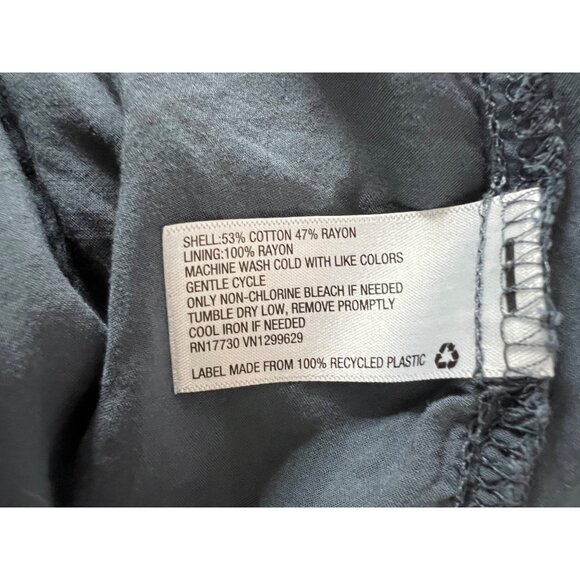 SHELL:53% COTTON 47% RAYON
LINING:100% RAYON
MACHINE WASH COLD WITH LIKE COLORS
GENTLE CYCLE
ONLY NON-CHLORINE BLEACH IF NEEDED
TUMBLE DRY LOW, REMOVE PROMPTLY
COOL IRON IF NEEDED
RN17730 VN1299629
LABEL MADE FROM 100% RECYCLED PLASTIC